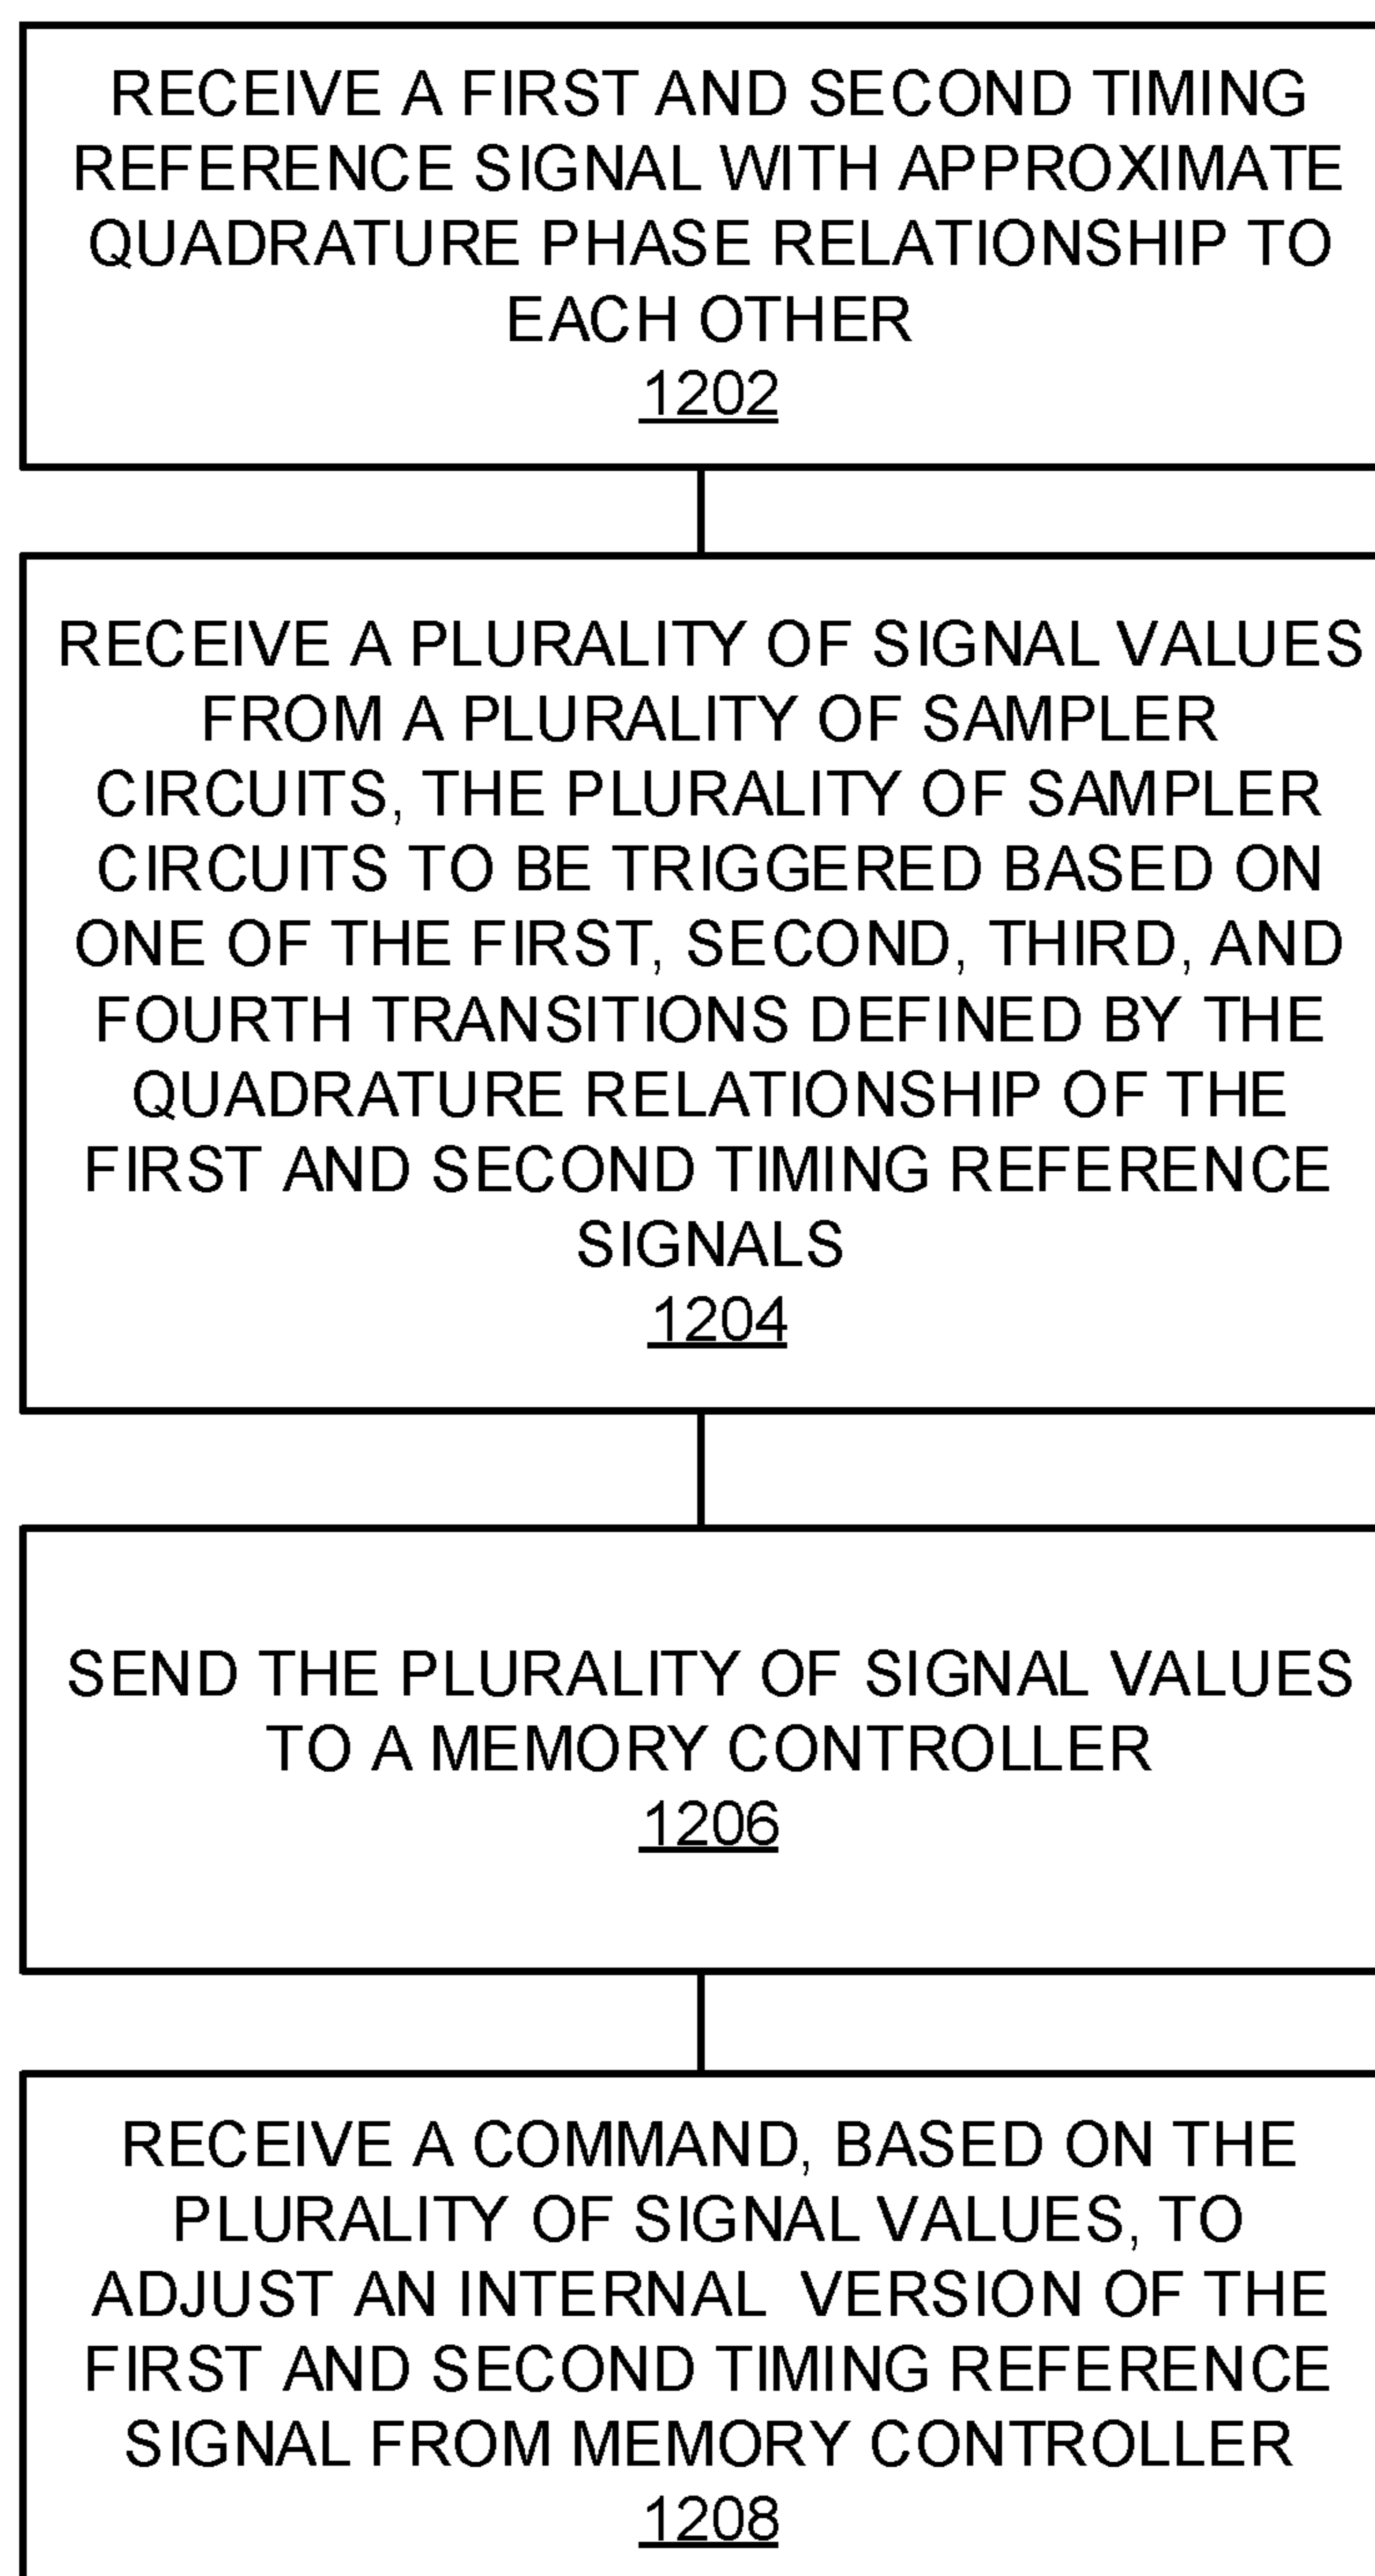 RECEIVE A FIRST AND SECOND TIMING
REFERENCE SIGNAL WITH APPROXIMATE
QUADRATURE PHASE RELATIONSHIP TO
EACH OTHER
1202
RECEIVE A PLURALITY OF SIGNAL VALUES
FROM A PLURALITY OF SAMPLER
CIRCUITS, THE PLURALITY OF SAMPLER
CIRCUITS TO BE TRIGGERED BASED ON
ONE OF THE FIRST, SECOND, THIRD, AND
FOURTH TRANSITIONS DEFINED BY THE
QUADRATURE RELATIONSHIP OF THE
FIRST AND SECOND TIMING REFERENCE
SIGNALS
1204
SEND THE PLURALITY OF SIGNAL VALUES
TO A MEMORY CONTROLLER
1206
RECEIVE A COMMAND, BASED ON THE
PLURALITY OF SIGNAL VALUES, TO
ADJUST AN INTERNAL VERSION OF THE
FIRST AND SECOND TIMING REFERENCE
SIGNAL FROM MEMORY CONTROLLER
1208